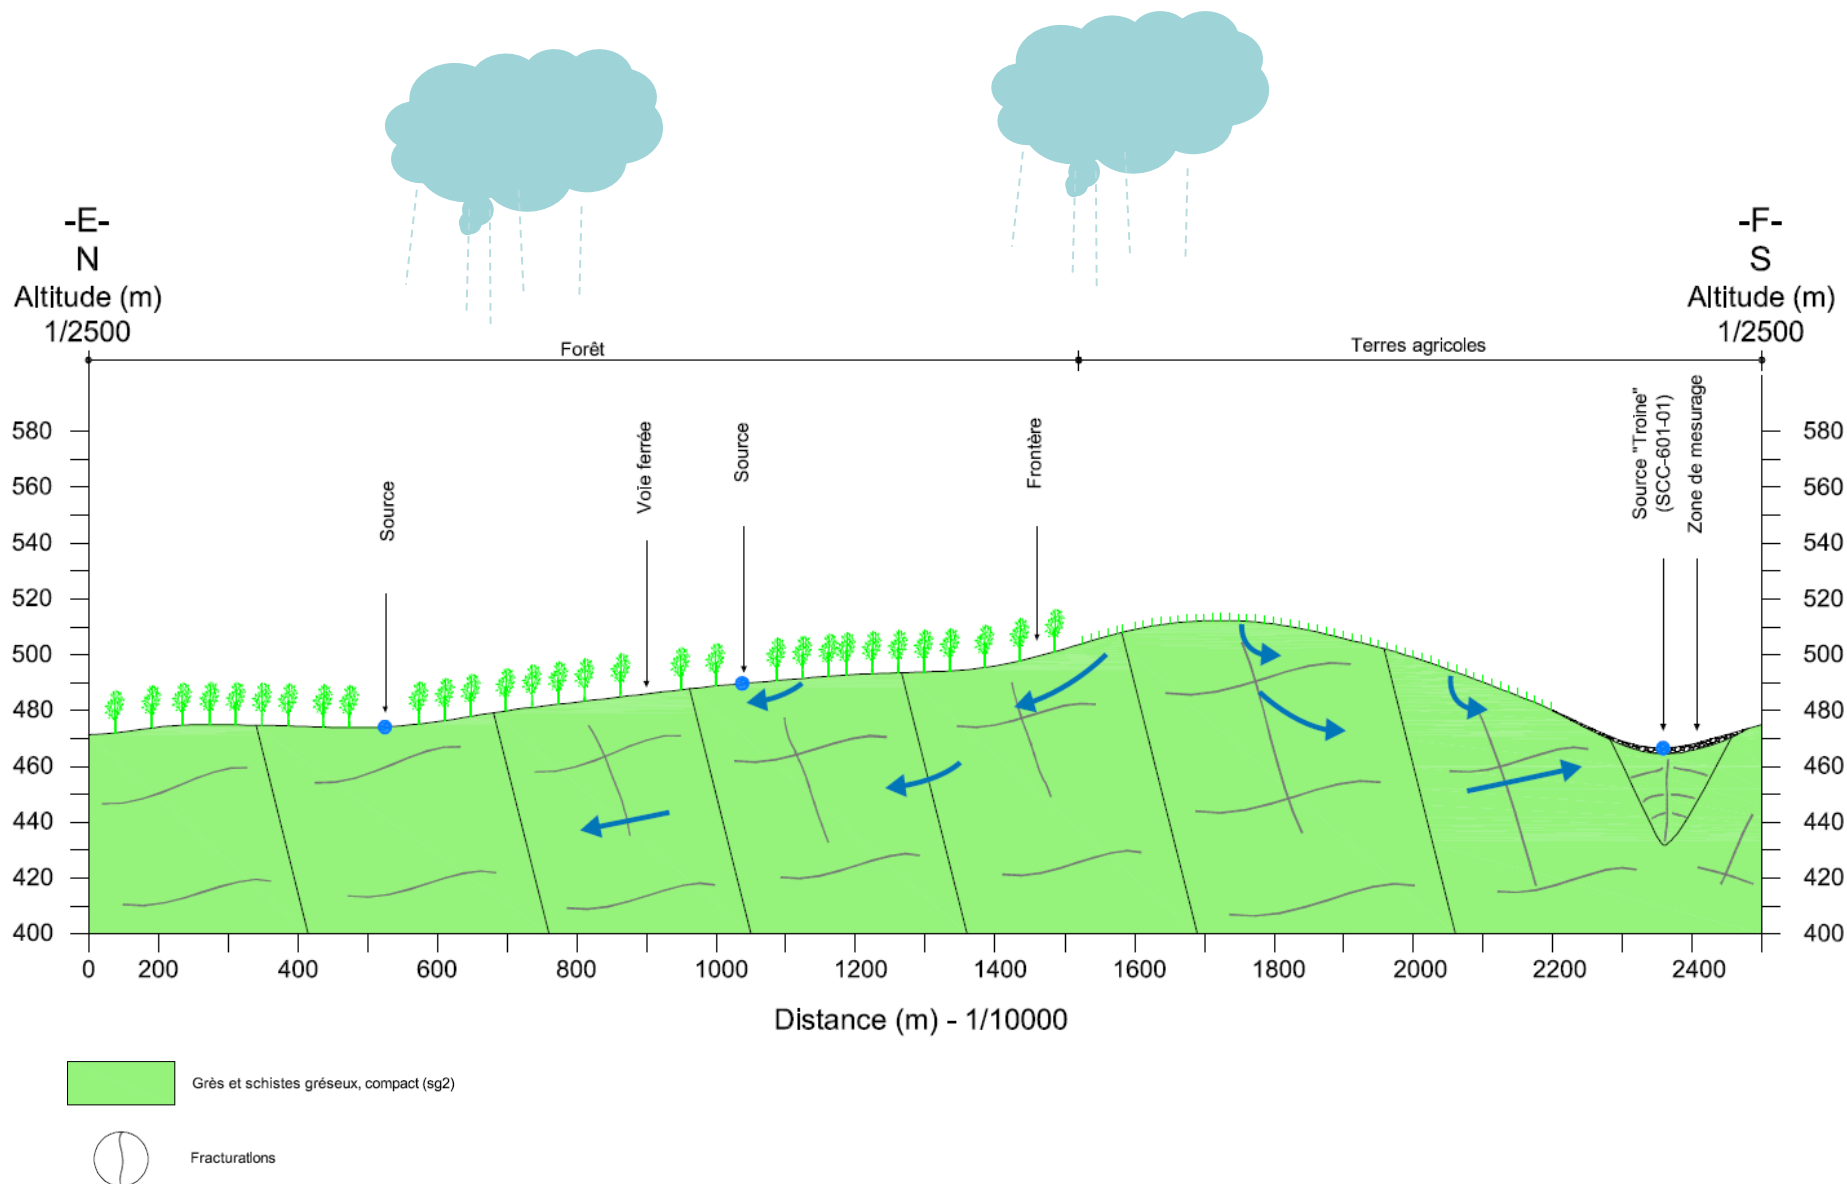 -E-
N
Altitude (m)
1/2500
-F-
S
Altitude (m)
1/2500
Forêt
Terres agricoles
Source
Voie ferrée
Source
Frontère
Source "Troine"
(SCC-601-01)
Zone de mesurage
580
560
540
520
500
480
460
440
420
400
580
560
540
520
500
480
460
440
420
400
0 200 400 600 800 1000 1200 1400 1600 1800 2000 2200 2400
Distance (m) - 1/10000
Grès et schistes gréseux, compact (sg2)
Fracturations